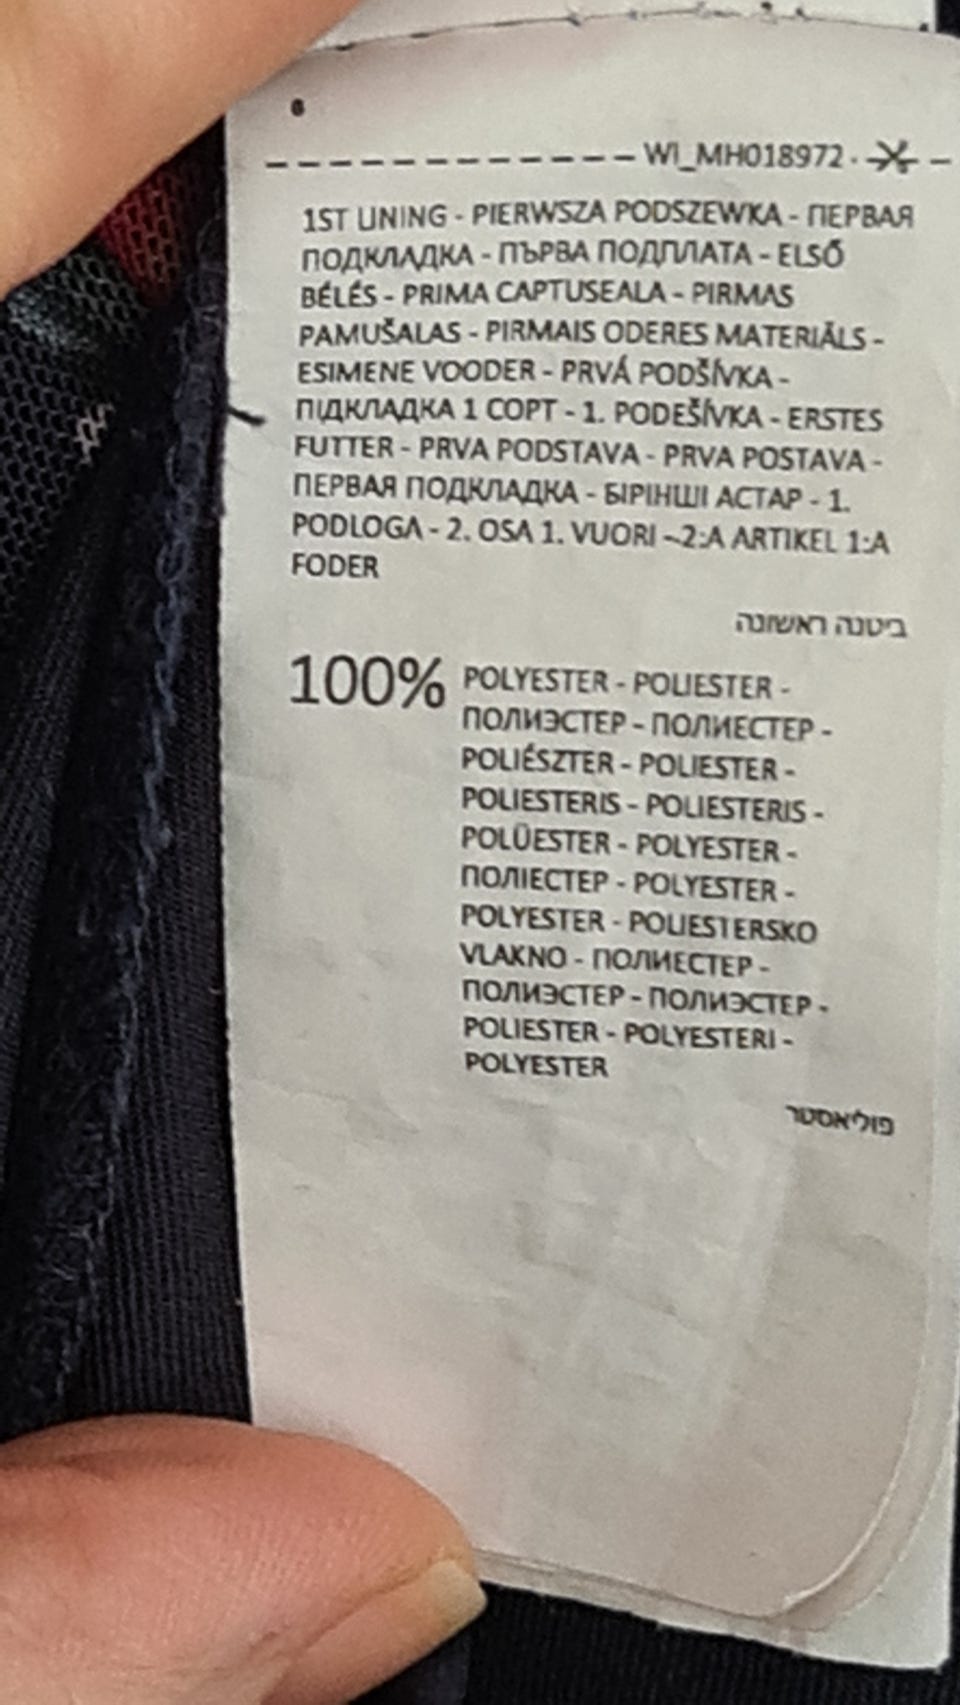 6
WI_MH018972
1ST LINING - PIERWSZA PODSZEWKA - ПЕРВАЯ
ПОДКЛАДКА - ПЪРВА ПОДПЛАТА - ELSŐ
BÉLÉS - PRIMA CAPTUSEALA - PIRMAS
PAMUŠALAS - PIRMAIS ODERES MATERIĀLS -
ESIMENE VOODER - PRVÁ PODŠÍVKA -
ПІДКЛАДКА 1 СОРТ - 1. PODEŠÍVKA - ERSTES
FUTTER - PRVA PODSTAVA - PRVA POSTAVA -
ПЕРВАЯ ПОДКЛАДКА - БІРІНШІ АСТАР - 1.
PODLOGA - 2. OSA 1. VUORI - 2:A ARTIKEL 1:A
FODER
ביטנה ראשונה
100% POLYESTER - POLIESTER -
ПОЛИЭСТЕР - ПОЛИЕСТЕР -
POLIÉSZTER - POLIESTER -
POLIESTERIS - POLIESTERIS -
POLÜESTER - POLYESTER -
ПОЛІЕСТЕР - POLYESTER -
POLYESTER - POLIESTERSKO
VLAKNO - ПОЛИЕСТЕР -
ПОЛИЭСТЕР - ПОЛИЭСТЕР -
POLIESTER - POLYESTERI -
POLYESTER
פוליאסטר